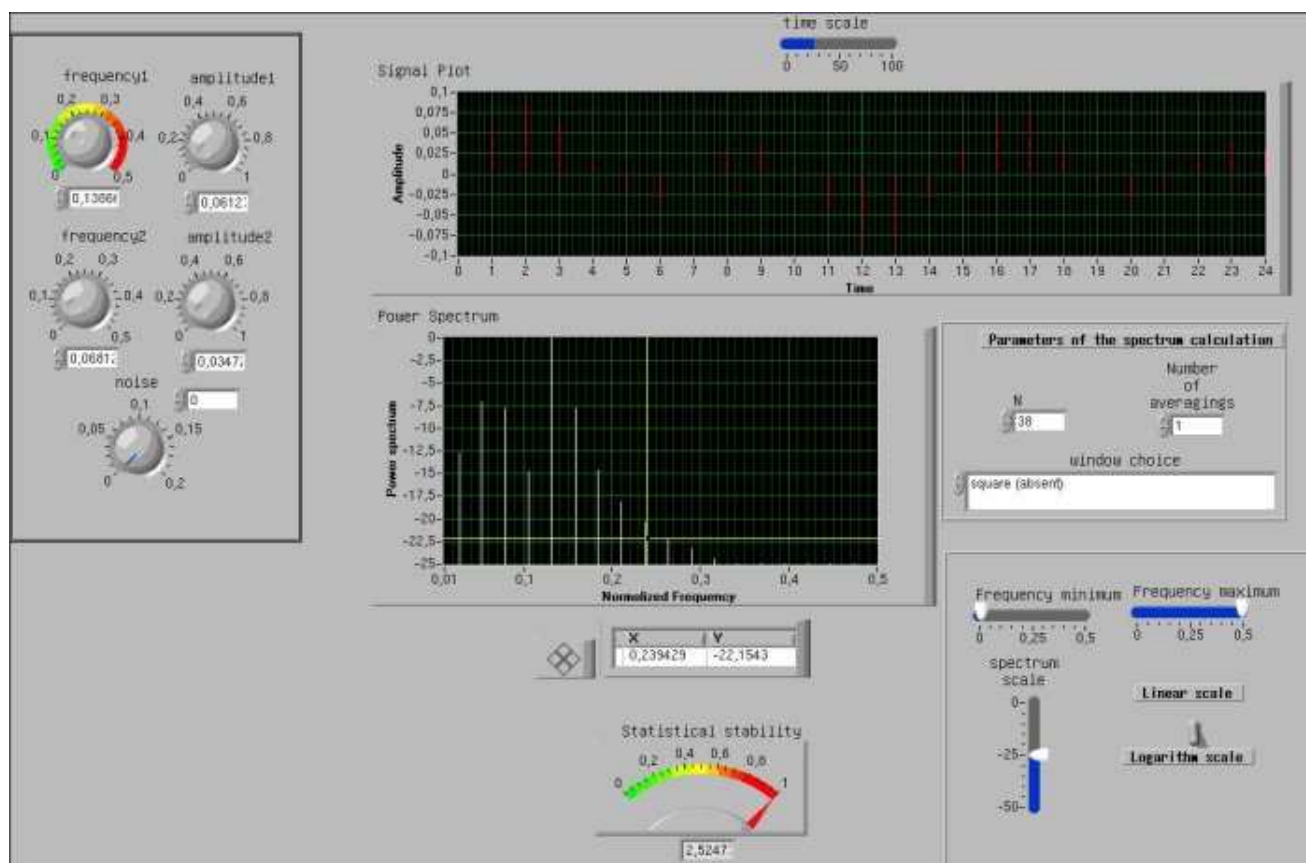 time scale
0 50 100
frequency1 amplitude1
0,2 0,3 0,4 0,6
0,1 0,4 0,2 0,8
0 0,5 0 1
0,1366 0,0612
frequency2 amplitude2
0,2 0,3 0,4 0,6
0,1 0,4 0,2 0,8
0 0,5 0 1
0,0681 0,0347
noise
0
0,1
0,05 0,15
0 0,2
Signal Plot
Amplitude
0,1
0,075
0,05
0,025
0
-0,025
-0,05
-0,075
-0,1
0 1 2 3 4 5 6 7 8 9 10 11 12 13 14 15 16 17 18 19 20 21 22 23 24
Time
Power Spectrum
Power spectrum
0
-2,5
-5
-7,5
-10
-12,5
-15
-17,5
-20
-22,5
-25
0,01 0,1 0,2 0,3 0,4 0,5
Normalized Frequency
Parameters of the spectrum calculation
Number
of
averagings
N
38 1
window choice
square (absent)
X Y
0,239429 -22,1543
Statistical stability
0 0,2 0,4 0,6 0,8 1
2,5247
Frequency minimum Frequency maximum
0 0,25 0,5 0 0,25 0,5
spectrum
scale
0
-25
-50
Linear scale
Logarithm scale